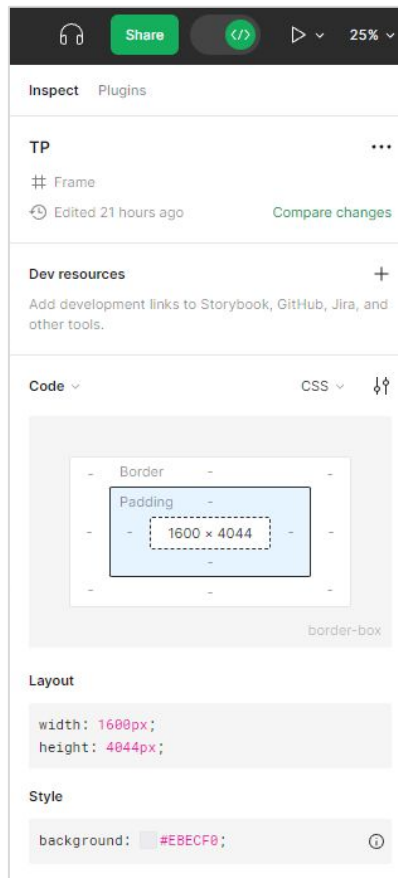 Share </> 25%
Inspect Plugins
TP
Frame
Edited 21 hours ago Compare changes
Dev resources
Add development links to Storybook, GitHub, Jira, and
other tools.
Code CSS
- Border - -
Padding -
- - 1600 × 4044 - -
-
- - -
border-box
Layout
width: 1600px;
height: 4044px;
Style
background: #EBECF0;